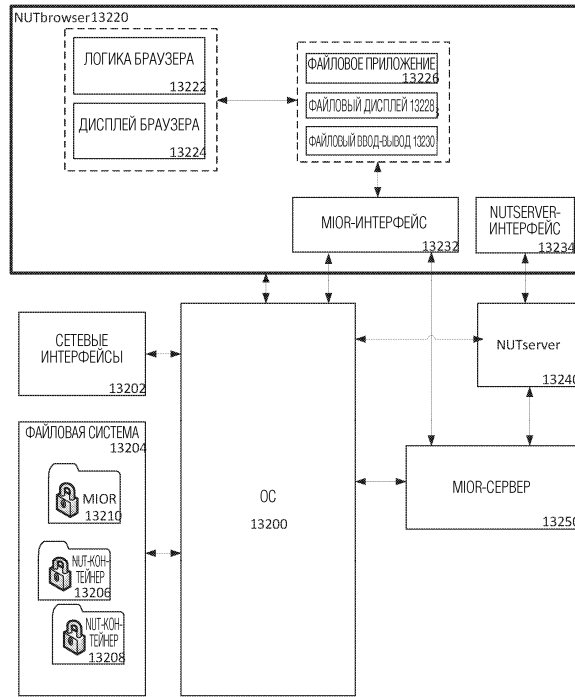 NUTbrowser13220
ЛОГИКА БРАУЗЕРА
13222
ДИСПЛЕЙ БРАУЗЕРА
13224
ФАЙЛОВОЕ ПРИЛОЖЕНИЕ
13226
ФАЙЛОВЫЙ ДИСПЛЕЙ 13228
ФАЙЛОВЫЙ ВВОД-ВЫВОД 13230
MIOR-ИНТЕРФЕЙС
13232
NUTSERVER-
ИНТЕРФЕЙС
13234
СЕТЕВЫЕ
ИНТЕРФЕЙСЫ
13202
ФАЙЛОВАЯ СИСТЕМА
13204
MIOR
13210
NUT-КОН-
ТЕЙНЕР
13206
NUT-КОН-
ТЕЙНЕР
13208
ОС
13200
NUTserver
13240
MIOR-СЕРВЕР
13250